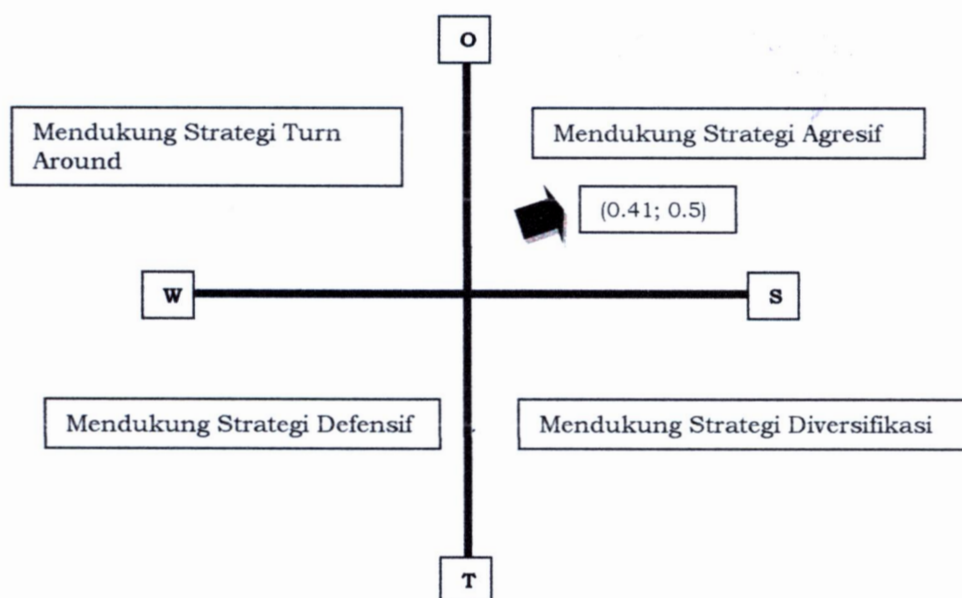 O
Mendukung Strategi Turn
Around
Mendukung Strategi Agresif
(0.41; 0.5)
W
S
Mendukung Strategi Defensif
Mendukung Strategi Diversifikasi
T